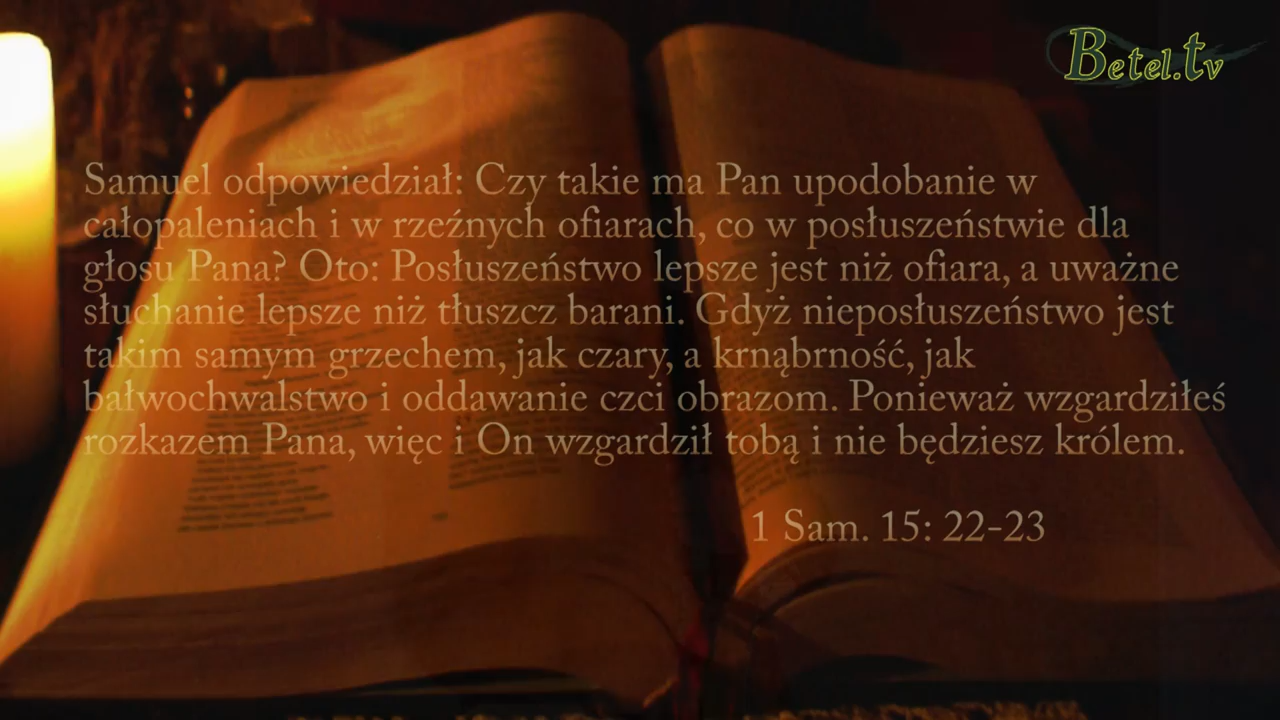 Betel.tv
Samuel odpowiedział: Czy takie ma Pan upodobanie w
całopaleniach i w rzeźnych ofiarach, co w posłuszeństwie dla
głosu Pana? Oto: Posłuszeństwo lepsze jest niż ofiara, a uważne
słuchanie lepsze niż tłuszcz barani. Gdyż nieposłuszeństwo jest
takim samym grzechem, jak czary, a krnąbrność, jak
bałwochwalstwo i oddawanie czci obrazom. Ponieważ wzgardziłeś
rozkazem Pana, więc i On wzgardził tobą i nie będziesz królem.
1 Sam. 15: 22-23